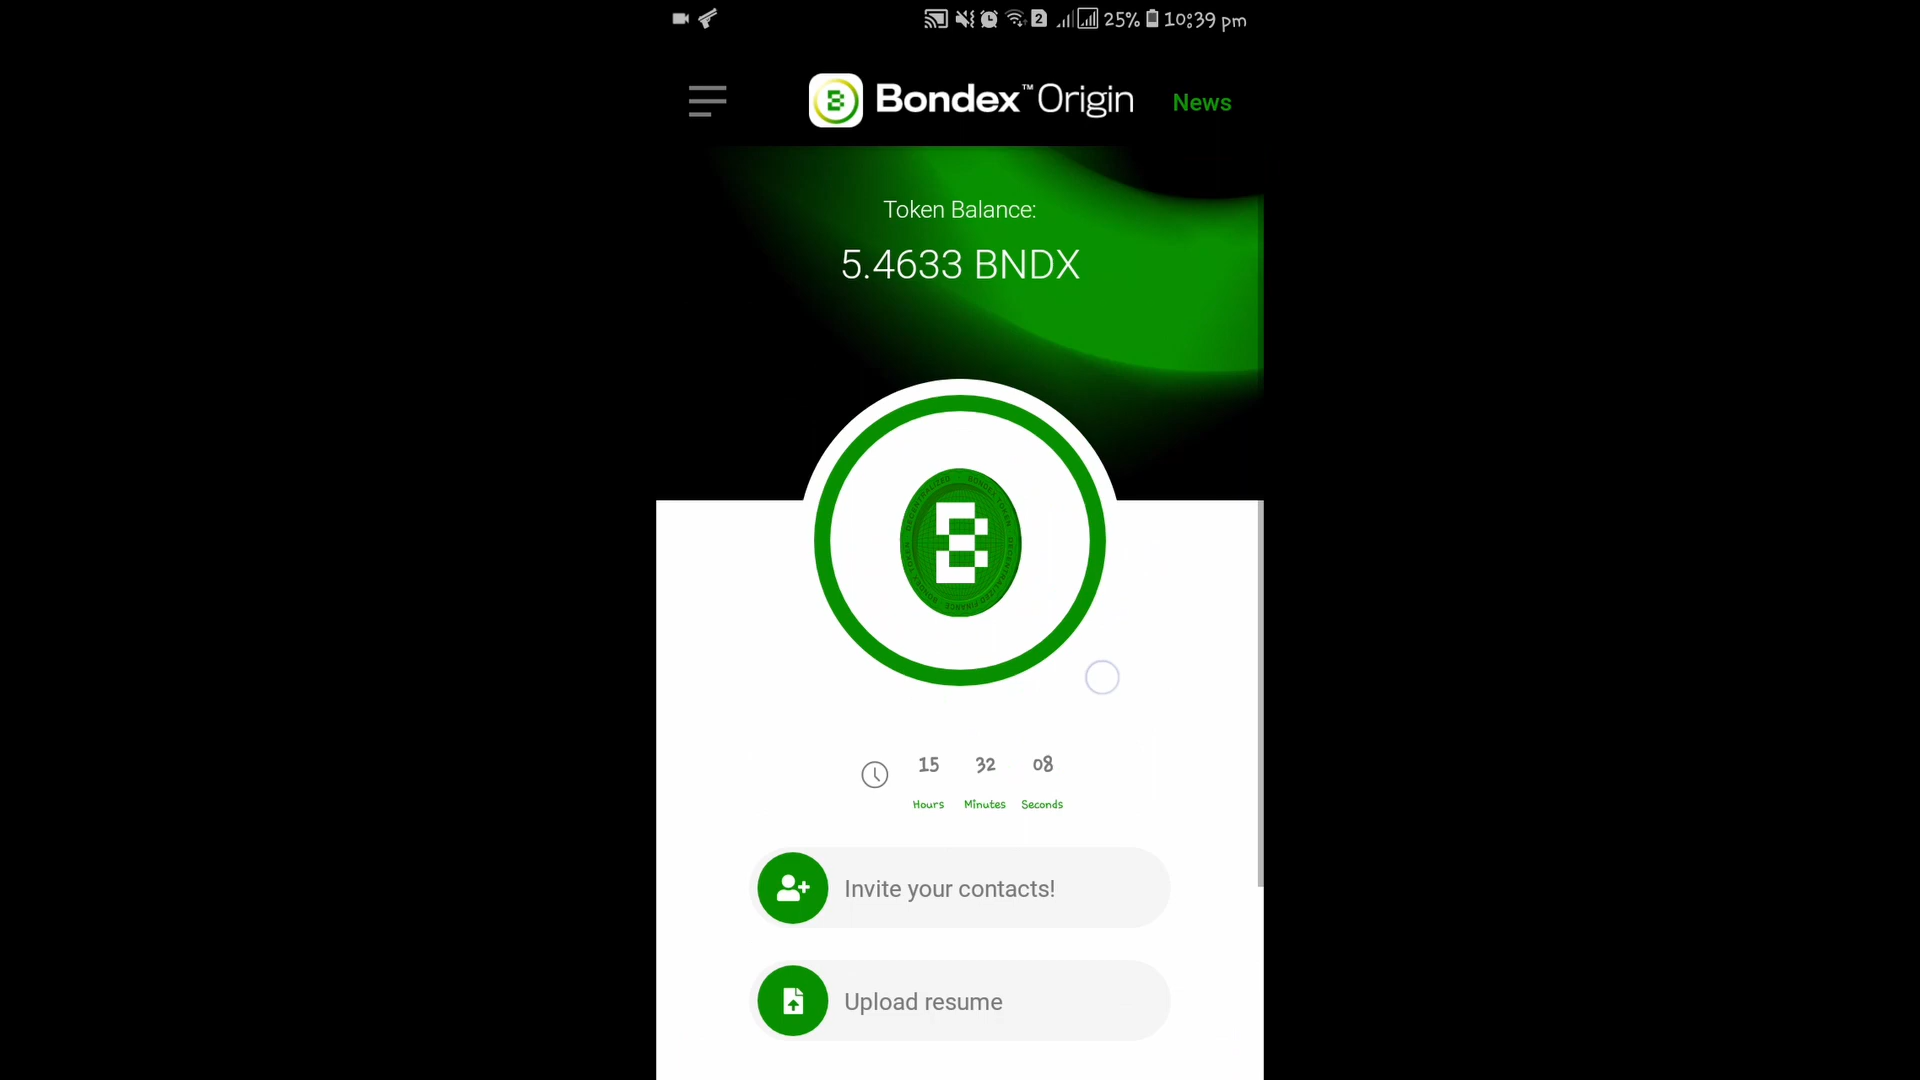 2 25% 10:39 pm
Bondex™ Origin
News
Token Balance:
5.4633 BNDX
15 32 08
Hours Minutes Seconds
Invite your contacts!
Upload resume